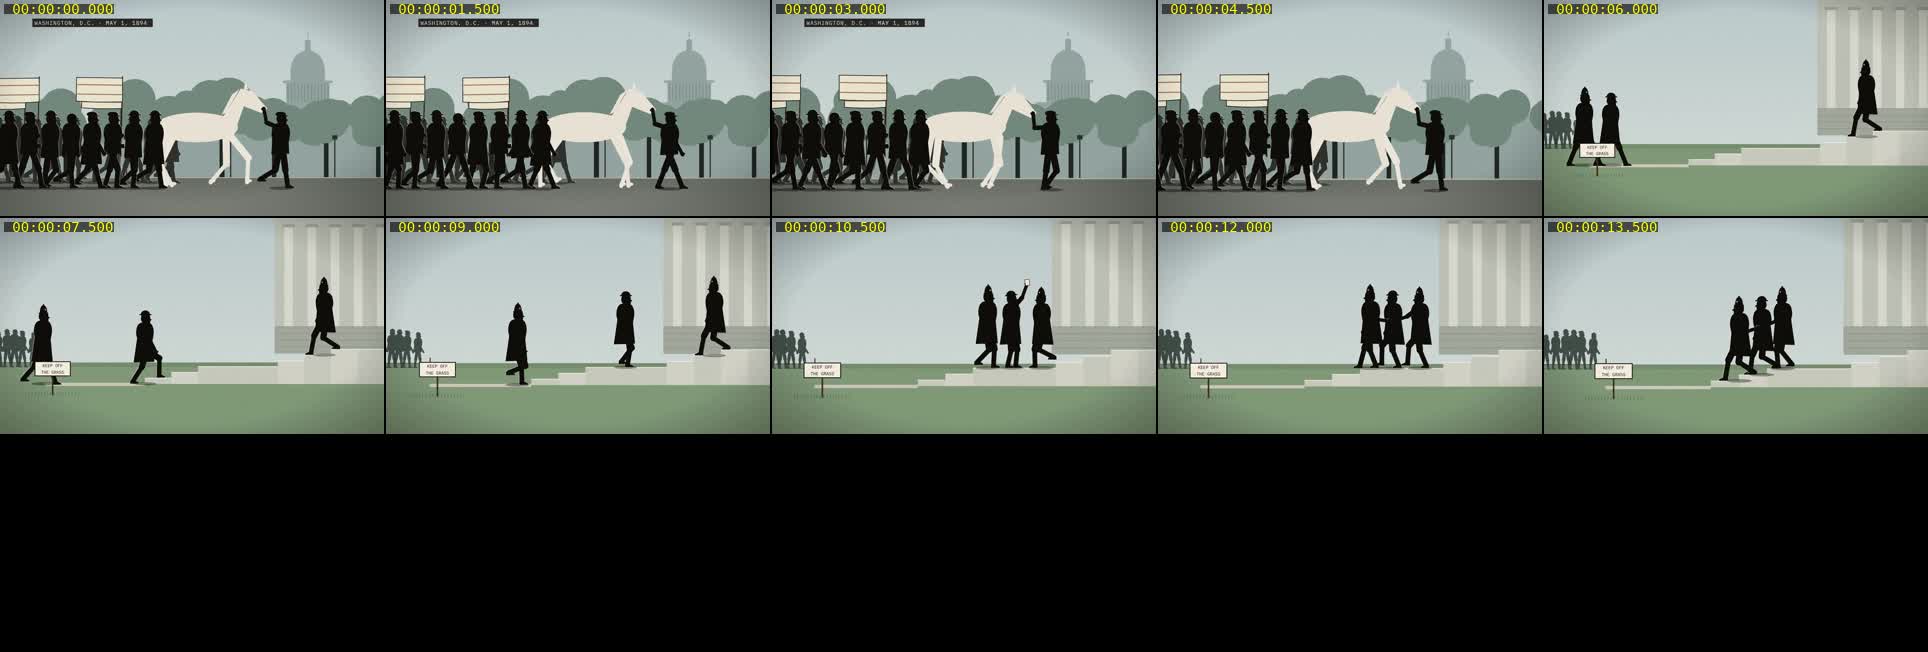 00:00:00.000
WASHINGTON, D.C. - MAY 1, 1894
00:00:01.500
WASHINGTON, D.C. - MAY 1, 1894
00:00:03.000
WASHINGTON, D.C. - MAY 1, 1894
00:00:04.500
00:00:06.000
KEEP OFF
THE GRASS
00:00:07.500
KEEP OFF
THE GRASS
00:00:09.000
KEEP OFF
THE GRASS
00:00:10.500
KEEP OFF
THE GRASS
00:00:12.000
KEEP OFF
THE GRASS
00:00:13.500
KEEP OFF
THE GRASS